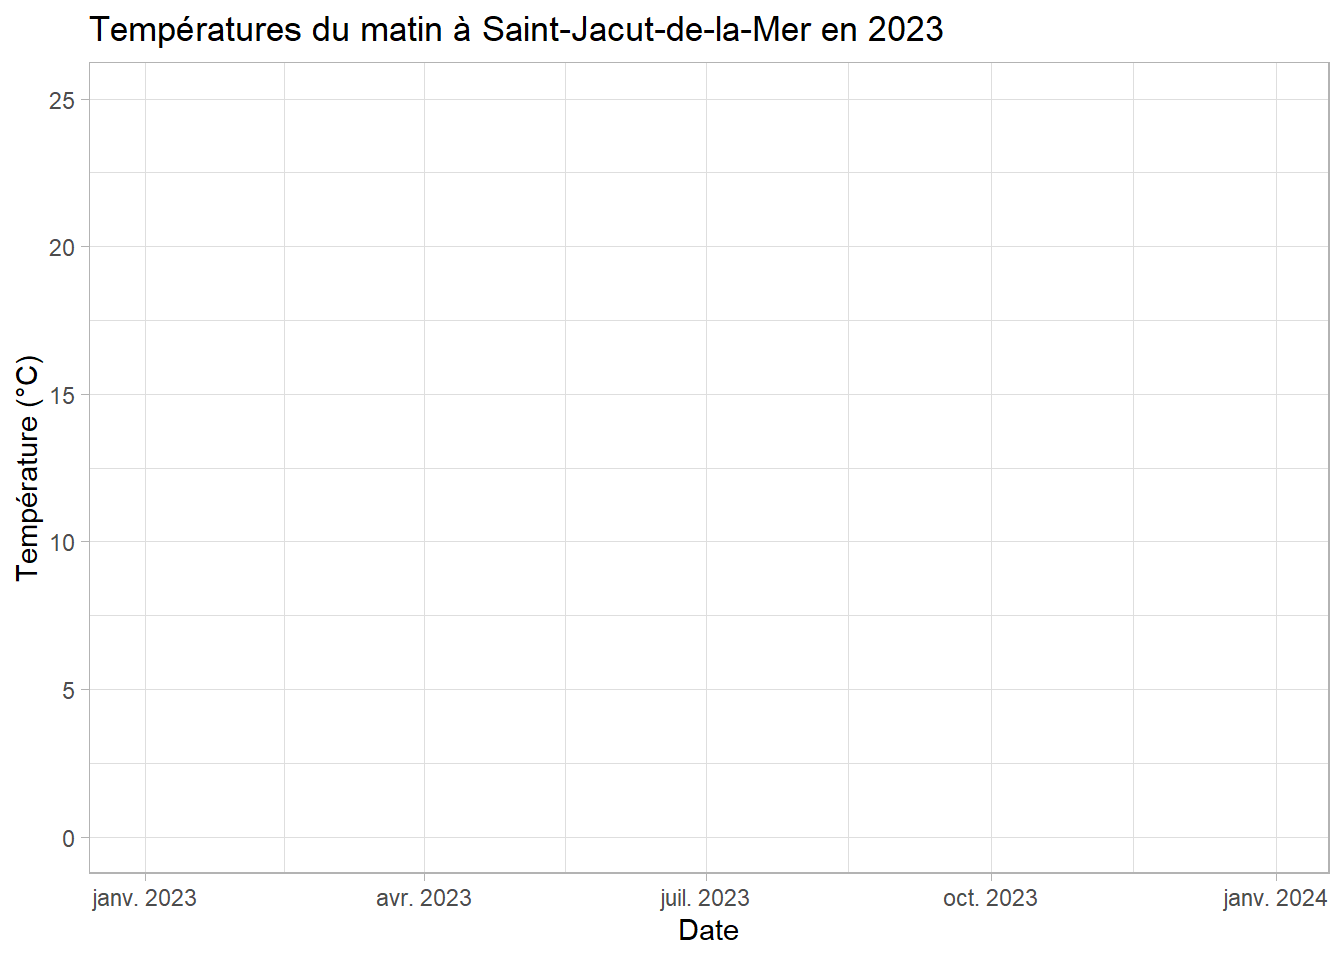 Températures du matin à Saint-Jacut-de-la-Mer en 2023
Température (°C)
25
20
15
10
5
0
janv. 2023 avr. 2023 juil. 2023 oct. 2023 janv. 2024
Date